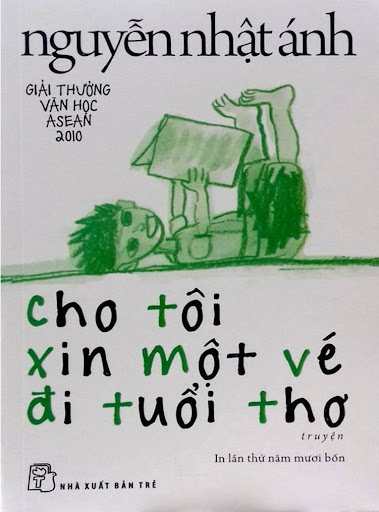 nguyễn nhật ánh
GIẢI THƯỞNG
VĂN HỌC
ASEAN
2010
cho tôi
xin một vé
đi tuổi thơ
truyện
In lần thứ năm mươi bốn
NHÀ XUẤT BẢN TRẺ